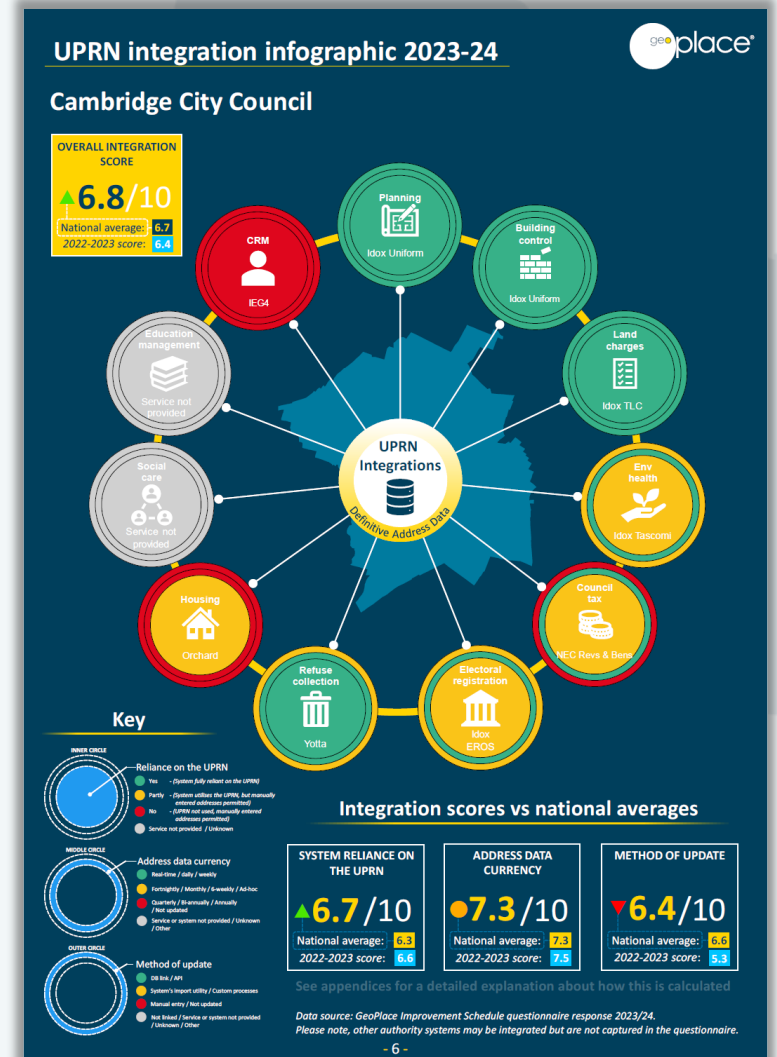 UPRN integration infographic 2023-24
geoplace®
Cambridge City Council
OVERALL INTEGRATION
SCORE
6.8/10
National average: 6.7
2022-2023 score: 6.4
Planning
Idox Uniform
Building
control
Idox Uniform
CRM
IEG4
Land
charges
Idox TLC
Education
management
Service not
provided
UPRN
Integrations
Definitive Address Data
Env
health
Idox Tascomi
Social
care
Service not
provided
Council
tax
NEC Revs & Bens
Housing
Orchard
Refuse
collection
Yotta
Electoral
registration
Idox
EROS
Key
INNER CIRCLE
Reliance on the UPRN
Yes - (System fully reliant on the UPRN)
Partly - (System utilises the UPRN, but manually
entered addresses permitted)
No - (UPRN not used, manually entered
addresses permitted)
Service not provided / Unknown
MIDDLE CIRCLE
Address data currency
Real-time / daily / weekly
Fortnightly / Monthly / 6-weekly / Ad-hoc
Quarterly / Bi-annually / Annually
/ Not updated
Service or system not provided / Unknown
/ Other
OUTER CIRCLE
Method of update
DB link / API
System's import utility / Custom processes
Manual entry / Not updated
Not linked / Service or system not provided
/ Unknown / Other
Integration scores vs national averages
SYSTEM RELIANCE ON
THE UPRN
6.7/10
National average: 6.3
2022-2023 score: 6.6
ADDRESS DATA
CURRENCY
7.3/10
National average: 7.3
2022-2023 score: 7.5
METHOD OF UPDATE
6.4/10
National average: 6.6
2022-2023 score: 5.3
See appendices for a detailed explanation about how this is calculated
Data source: GeoPlace Improvement Schedule questionnaire response 2023/24.
Please note, other authority systems may be integrated but are not captured in the questionnaire.
- 6 -